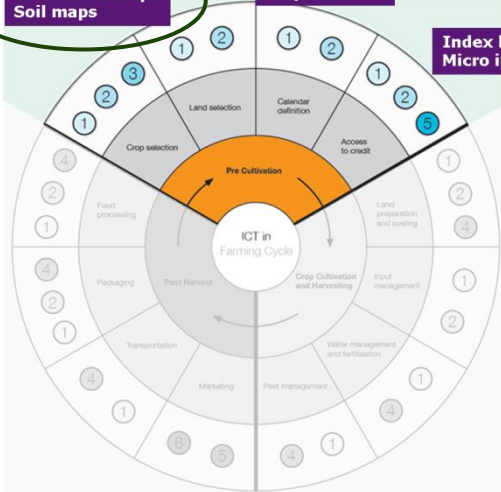 Soil maps
Index
Micro i
1
2
3
1
2
1
2
1
2
5
Crop selection
Land selection
Calendar
definition
Access
to credit
Pre Cultivation
ICT in
Farming Cycle
Crop Cultivation
and Harvesting
Post Harvest
Land
preparation
and sowing
Input
management
Water management
and fertilisation
Pest management
Marketing
Transportation
Packaging
Food
processing
1
2
4
1
2
1
4
1
4
5
6
1
4
1
2
4
1
2
4